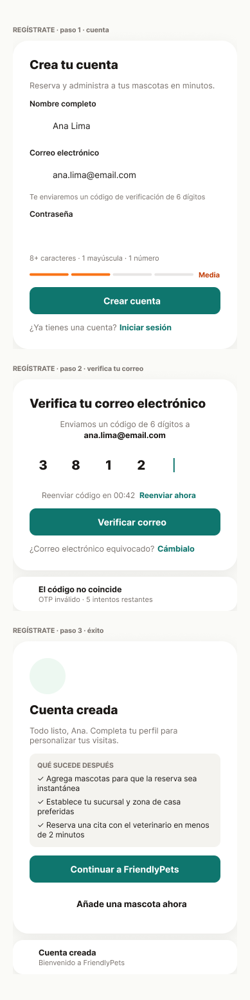 REGÍSTRATE · paso 1 · cuenta
Crea tu cuenta
Reserva y administra a tus mascotas en minutos.
Nombre completo
Ana Lima
Correo electrónico
ana.lima@email.com
Te enviaremos un código de verificación de 6 dígitos
Contraseña
8+ caracteres · 1 mayúscula · 1 número
Media
Crear cuenta
¿Ya tienes una cuenta? Iniciar sesión
REGÍSTRATE · paso 2 · verifica tu correo
Verifica tu correo electrónico
Enviamos un código de 6 dígitos a
ana.lima@email.com
3 8 1 2
Reenviar código en 00:42 Reenviar ahora
Verificar correo
¿Correo electrónico equivocado? Cámbialo
El código no coincide
OTP inválido · 5 intentos restantes
REGÍSTRATE · paso 3 · éxito
Cuenta creada
Todo listo, Ana. Completa tu perfil para
personalizar tus visitas.
QUÉ SUCEDE DESPUÉS
✓ Agrega mascotas para que la reserva sea
instantánea
✓ Establece tu sucursal y zona de casa
preferidas
✓ Reserva una cita con el veterinario en menos
de 2 minutos
Continuar a FriendlyPets
Añade una mascota ahora
Cuenta creada
Bienvenido a FriendlyPets